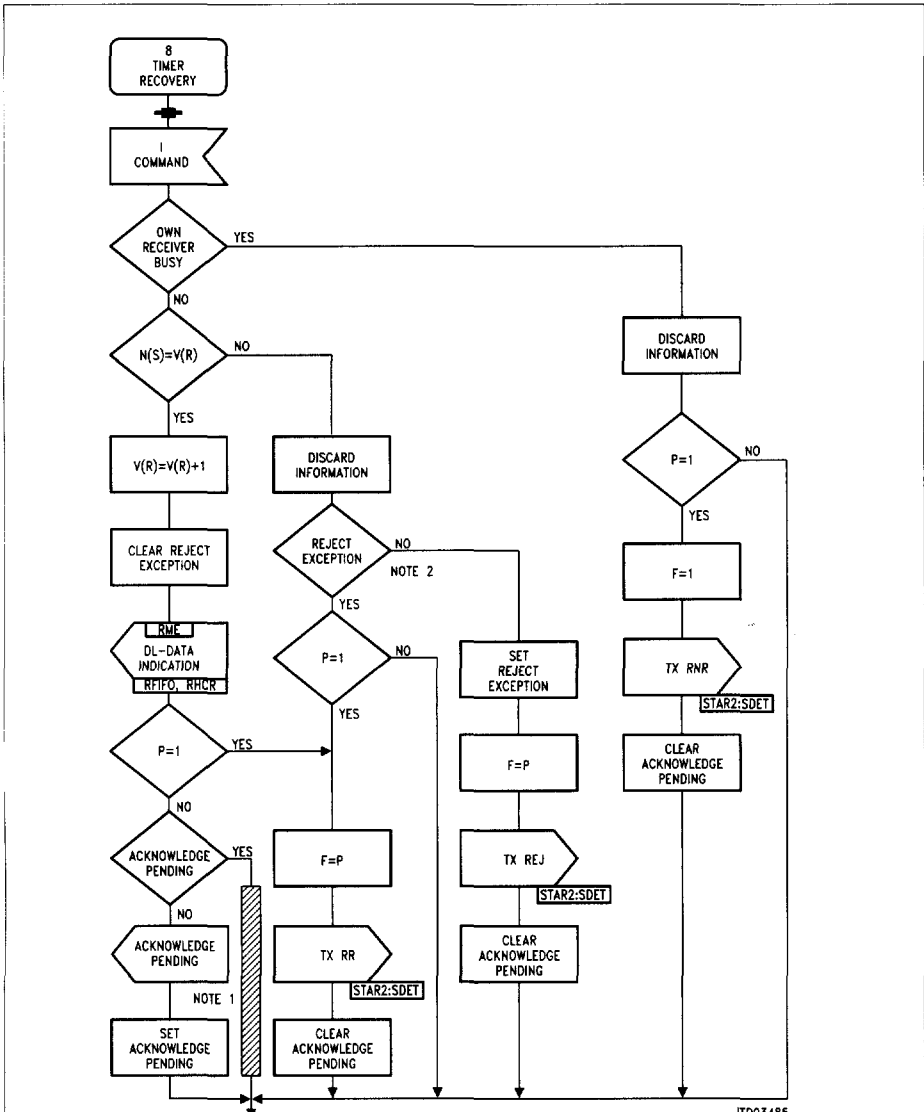 8
TIMER
RECOVERY
I
COMMAND
OWN
RECEIVER
BUSY
YES
NO
N(S)=V(R)
NO
YES
DISCARD
INFORMATION
P=1
NO
YES
V(R)=V(R)+1
DISCARD
INFORMATION
CLEAR REJECT
EXCEPTION
REJECT
EXCEPTION
NO
NOTE 2
YES
F=1
RME
DL-DATA
INDICATION
RFIFO, RHCR
P=1
NO
YES
SET
REJECT
EXCEPTION
TX RNR
STAR2:SDET
P=1
YES
NO
F=P
CLEAR
ACKNOWLEDGE
PENDING
ACKNOWLEDGE
PENDING
YES
NO
F=P
TX REJ
STAR2:SDET
ACKNOWLEDGE
PENDING
NOTE 1
TX RR
STAR2:SDET
CLEAR
ACKNOWLEDGE
PENDING
SET
ACKNOWLEDGE
PENDING
CLEAR
ACKNOWLEDGE
PENDING
ITD03485